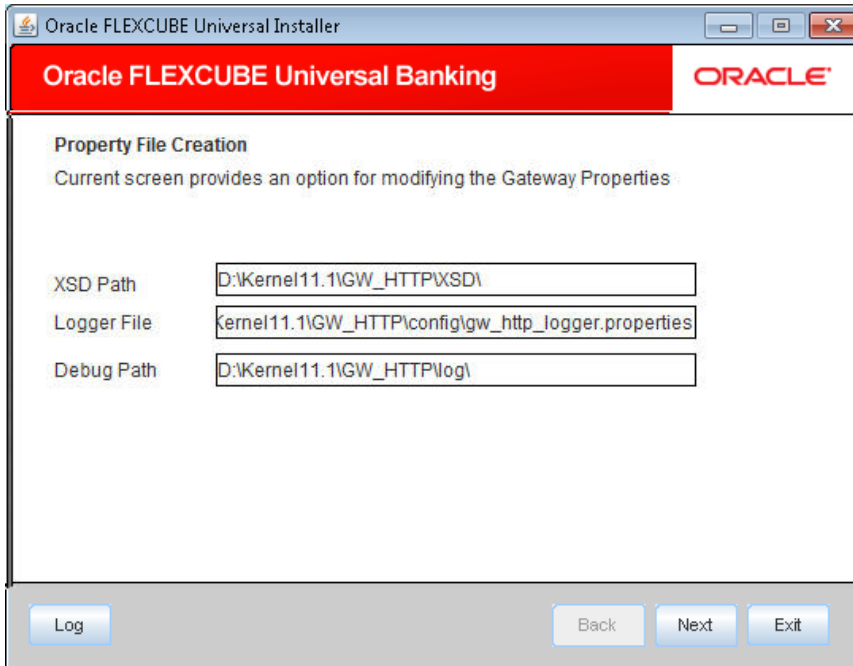 Oracle FLEXCUBE Universal Installer
Oracle FLEXCUBE Universal Banking
ORACLE
Property File Creation
Current screen provides an option for modifying the Gateway Properties
XSD Path D:\Kernel11.1\GW_HTTP\XSD\
Logger File Kernel11.1\GW_HTTP\config\gw_http_logger.properties
Debug Path D:\Kernel11.1\GW_HTTP\log\
Log Back Next Exit